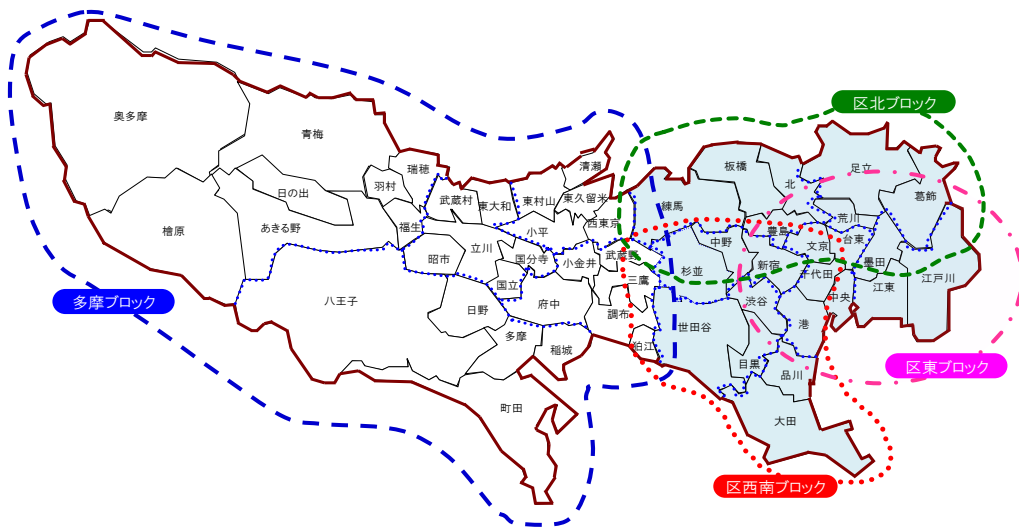 区北ブロック
奥多摩
青梅
瑞穂
清瀬
板橋
足立
北
日の出
羽村
武蔵村
東大和
東村山
東久留米
練馬
葛飾
檜原
あきる野
福生
小平
西東京
荒川
立川
豊島
文京
台東
昭市
国分寺
小金井
武蔵野
中野
杉並
新宿
千代田
墨田
江戸川
国立
三鷹
江東
多摩ブロック
八王子
日野
府中
調布
渋谷
中央
世田谷
港
多摩
稲城
狛江
目黒
品川
区東ブロック
町田
大田
区西南ブロック